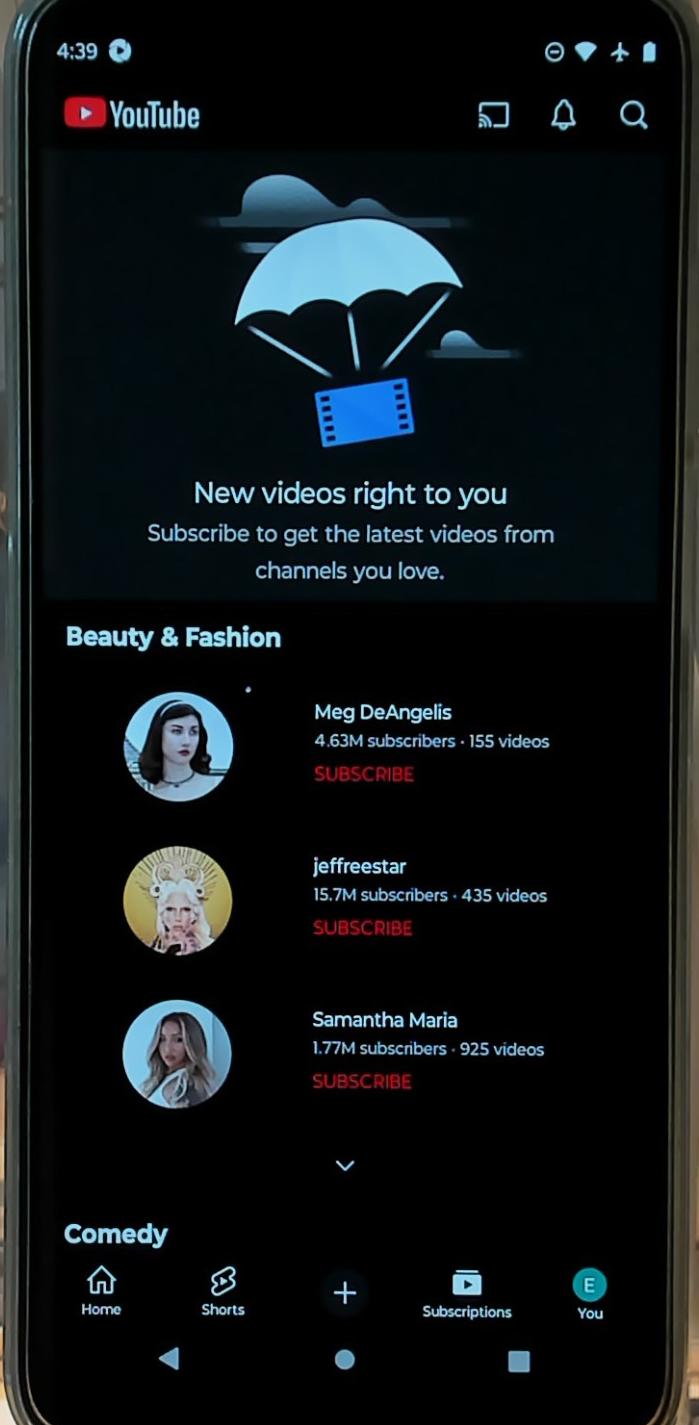 4:39
YouTube
New videos right to you
Subscribe to get the latest videos from
channels you love.
Beauty & Fashion
Meg DeAngelis
4.63M subscribers · 155 videos
SUBSCRIBE
jeffreestar
15.7M subscribers · 435 videos
SUBSCRIBE
Samantha Maria
1.77M subscribers · 925 videos
SUBSCRIBE
Comedy
Home Shorts Subscriptions E You